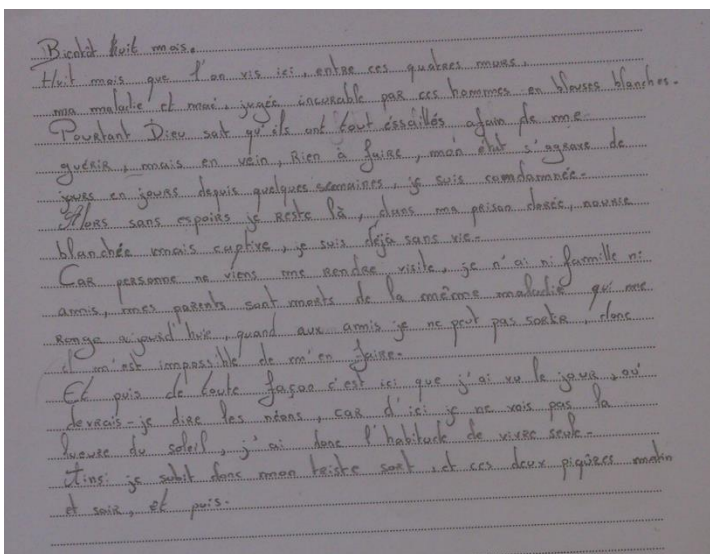 Bientôt huit mois.
Huit mois que l'on vis ici, entre ces quatres murs,
ma maladie et moi, jugée incurable par ces hommes en blouses blanches.
Pourtant Dieu sait qu'ils ont tout éssaillés afain de me
guérir, mais en vein, Rien à faire, mon état s'agrave de
jours en jours depuis quelques semaines, je suis comdamnée.
Alors sans espoirs je reste là, dans ma prison dorée, nourrie
blanchée mais captive, je suis déjà sans vie.
Car personne ne viens me rendre visite, je n'ai ni famille ni
amis, mes parents sont morts de la même maladie qui me
ronge aujourd'huie, quand aux amis je ne peut pas sortir, donc
il m'est impossible de m'en faire.
Et puis de toute façon c'est ici que j'ai vu le jour, où
devrais-je dire les néons, car d'ici je ne vois pas la
lueure du soleil, j'ai donc l'habitude de vivre seule.
Ainsi je subit donc mon triste sort, et ces deux piqûres matin
et soir, et puis.